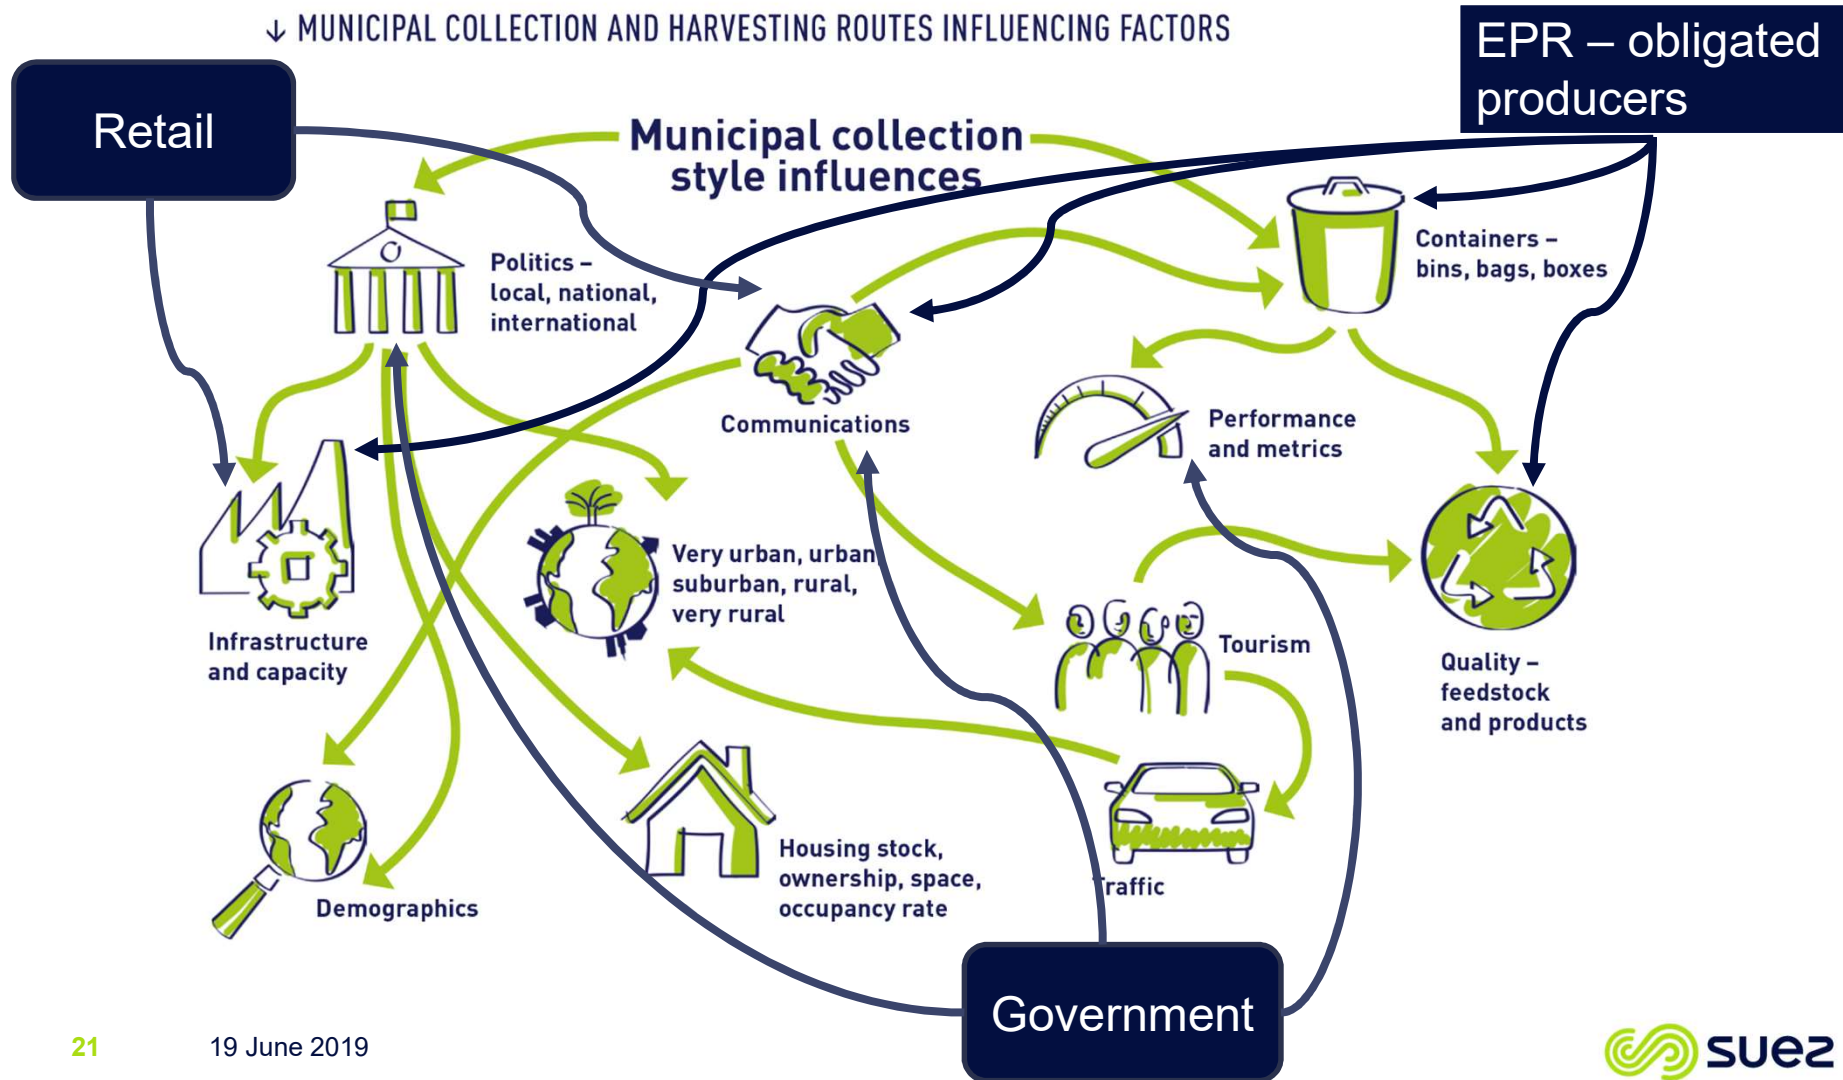 ↓ MUNICIPAL COLLECTION AND HARVESTING ROUTES INFLUENCING FACTORS
EPR – obligated
producers
Retail
Municipal collection
style influences
Politics –
local, national,
international
Containers –
bins, bags, boxes
Communications
Performance
and metrics
Very urban, urban,
suburban, rural,
very rural
Infrastructure
and capacity
Tourism
Quality –
feedstock
and products
Housing stock,
ownership, space,
occupancy rate
Traffic
Demographics
Government
21
19 June 2019
suez